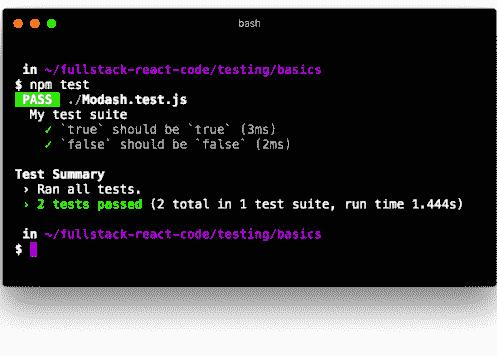 bash
in ~/fullstack-react-code/testing/basics
$ npm test
PASS ./Modash.test.js
My test suite
✓ `true` should be `true` (3ms)
✓ `false` should be `false` (2ms)
Test Summary
› Ran all tests.
› 2 tests passed (2 total in 1 test suite, run time 1.444s)
in ~/fullstack-react-code/testing/basics
$